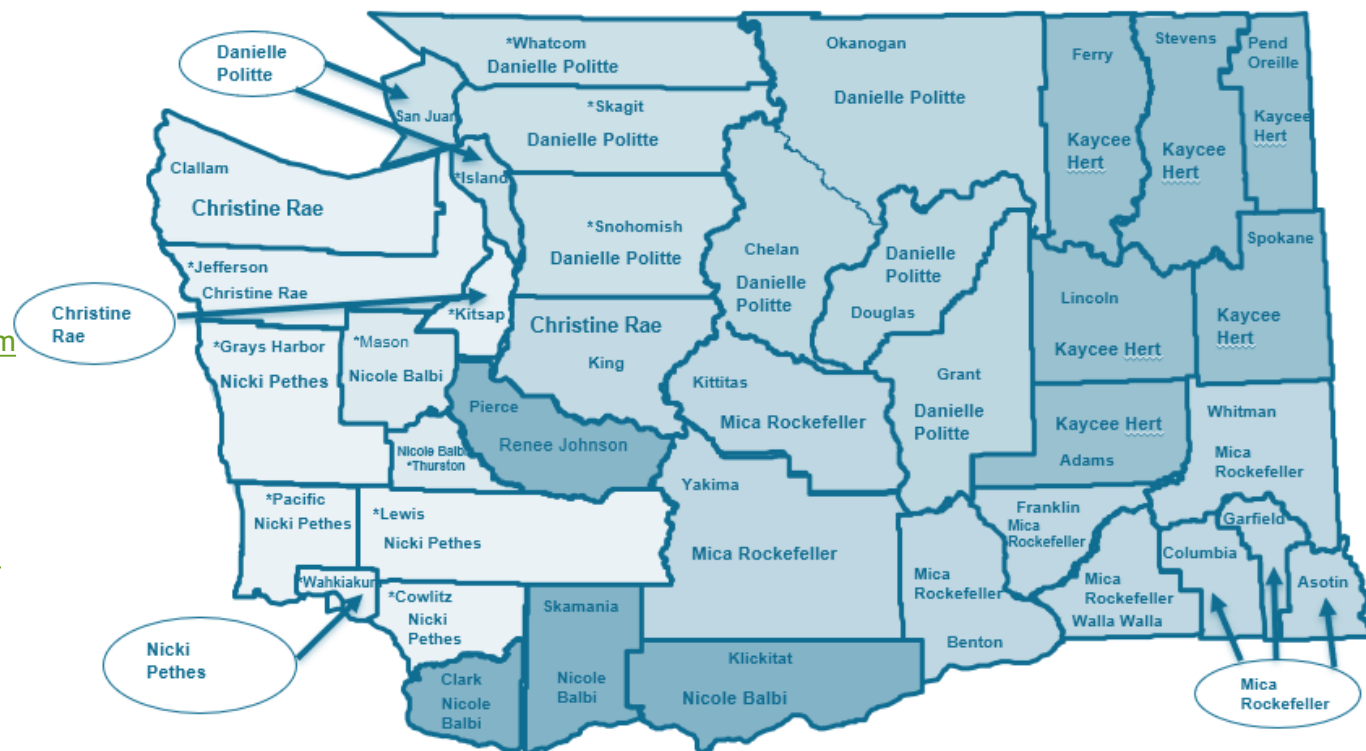 Danielle
Politte
*Whatcom
Danielle Politte
San Juan
*Skagit
Danielle Politte
*Island
*Snohomish
Danielle Politte
Okanogan
Danielle Politte
Ferry
Kaycee
Hert
Stevens
Kaycee
Hert
Pend
Oreille
Kaycee
Hert
Clallam
Christine Rae
*Jefferson
Christine Rae
Christine
Rae
m
*Kitsap
Christine Rae
King
Chelan
Danielle
Politte
Danielle
Politte
Douglas
Grant
Danielle
Politte
Lincoln
Kaycee Hert
Spokane
Kaycee
Hert
Kaycee Hert
Adams
*Grays Harbor
Nicki Pethes
*Mason
Nicole Balbi
Nicole Balbi
*Thurston
Pierce
Renee Johnson
Kittitas
Mica Rockefeller
Yakima
Mica Rockefeller
Whitman
Mica
Rockefeller
Franklin
Mica
Rockefeller
Garfield
Columbia
Asotin
Mica
Rockefeller
Walla Walla
Mica
Rockefeller
Benton
Mica
Rockefeller
*Pacific
Nicki Pethes
*Lewis
Nicki Pethes
*Wahkiakum
*Cowlitz
Nicki
Pethes
Nicki
Pethes
Skamania
Nicole
Balbi
Clark
Nicole
Balbi
Klickitat
Nicole Balbi